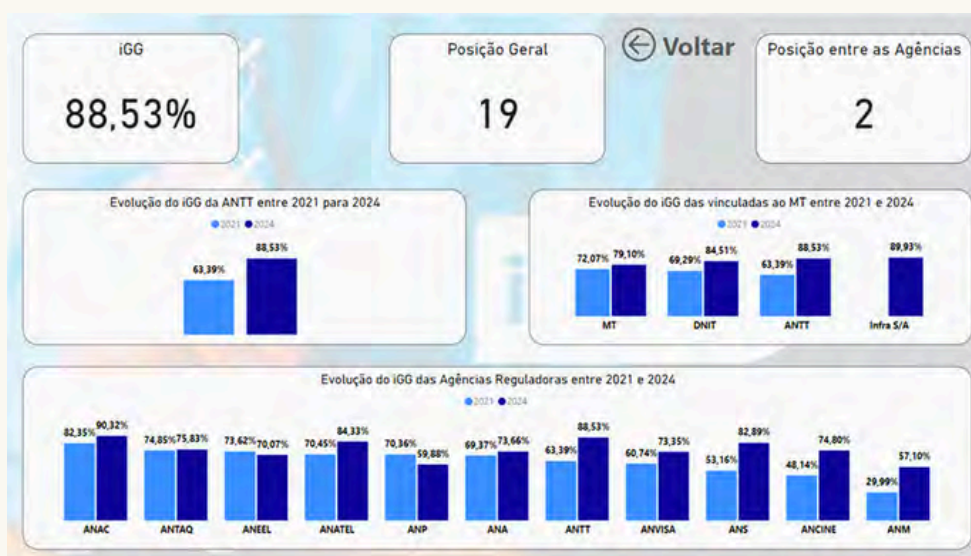 iGG
88,53%
Posição Geral
19
Voltar
Posição entre as Agências
2
Evolução do iGG da ANTT entre 2021 para 2024
2021 2024
63,39%
88,53%
Evolução do iGG das vinculadas ao MT entre 2021 e 2024
2021 2024
72,07% 79,10% 69,29% 84,51% 63,39% 88,53% 89,93%
MT DNIT ANTT Infra S/A
Evolução do iGG das Agências Reguladoras entre 2021 e 2024
2021 2024
82,35% 90,32% 74,85% 75,83% 73,62% 70,07% 70,45% 84,33% 70,36% 59,88% 69,37% 73,66% 63,39% 88,53% 60,74% 73,35% 53,16% 82,89% 48,14% 74,80% 29,99% 57,10%
ANAC ANTAQ ANEEL ANATEL ANP ANA ANTT ANVISA ANS ANCINE ANM